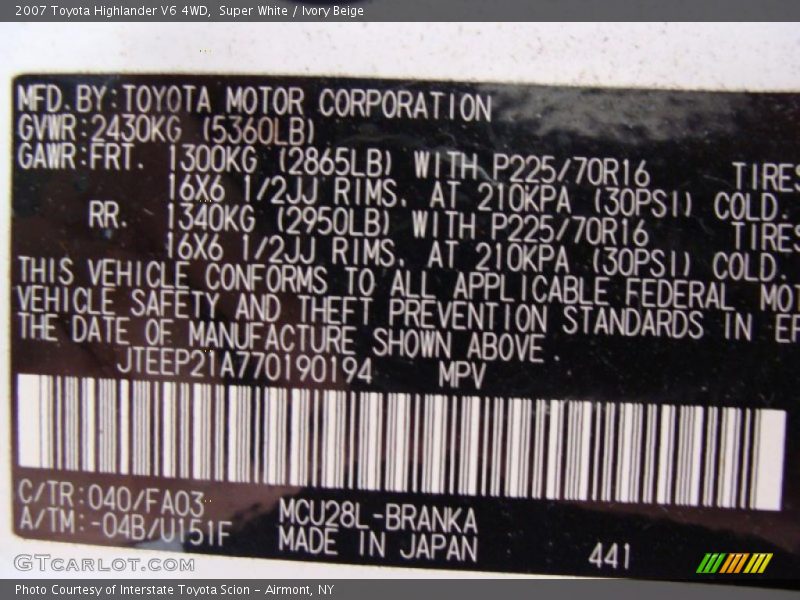 2007 Toyota Highlander V6 4WD, Super White / Ivory Beige
MFD.BY:TOYOTA MOTOR CORPORATION
GVWR:2430KG (5360LB)
GAWR:FRT. 1300KG (2865LB) WITH P225/70R16 TIRES
16X6 1/2JJ RIMS, AT 210KPA (30PSI) COLD.
RR. 1340KG (2950LB) WITH P225/70R16 TIRES
16X6 1/2JJ RIMS, AT 210KPA (30PSI) COLD.
THIS VEHICLE CONFORMS TO ALL APPLICABLE FEDERAL MOT
VEHICLE SAFETY AND THEFT PREVENTION STANDARDS IN EF
THE DATE OF MANUFACTURE SHOWN ABOVE.
JTEEP21A770190194 MPV
C/TR:040/FA03
A/TM:-04B/U151F
MCU28L-BRANKA
MADE IN JAPAN
441
GTCARLOT.COM
Photo Courtesy of Interstate Toyota Scion – Airmont, NY